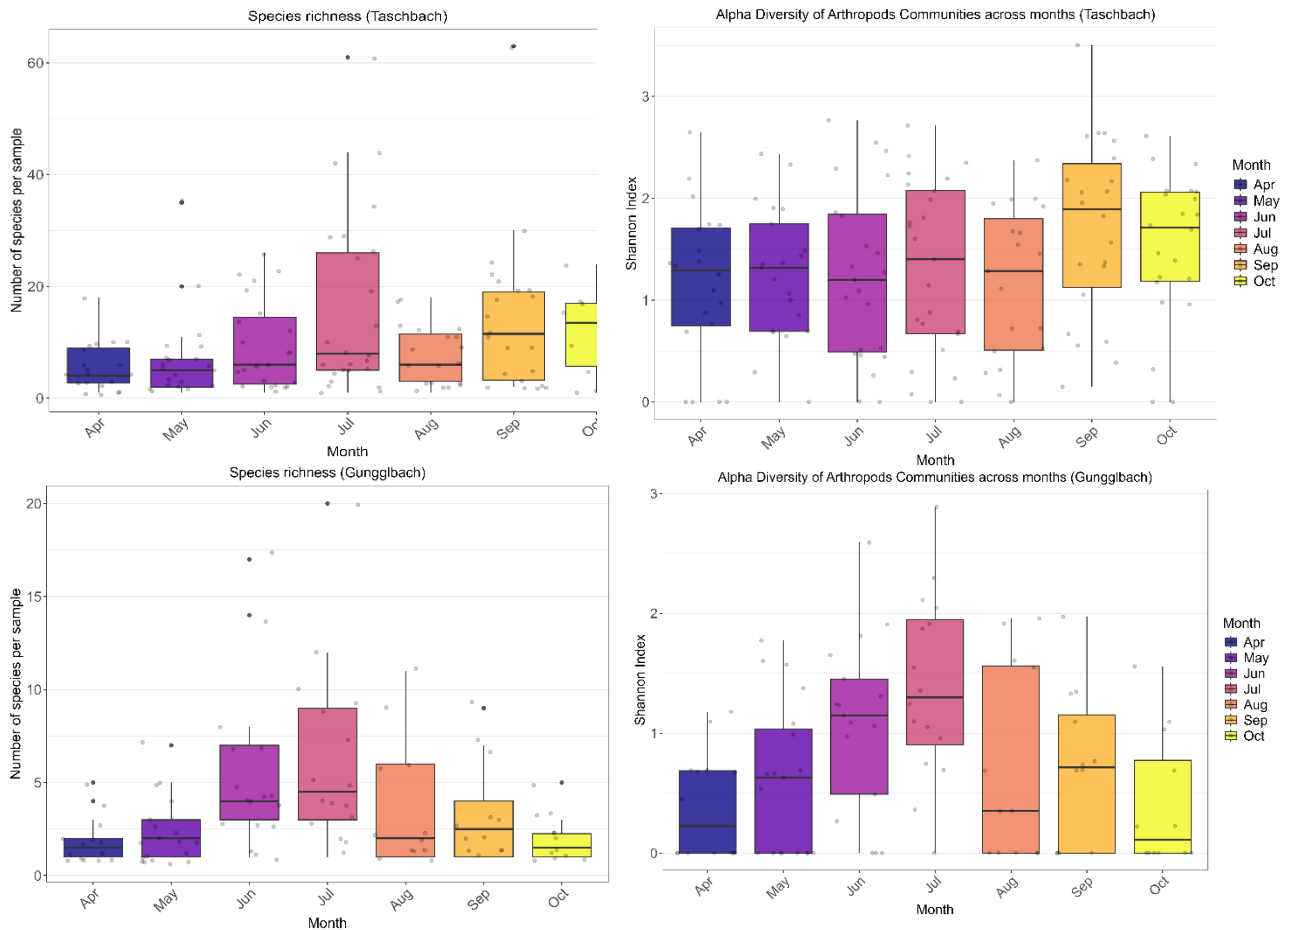 Species richness (Taschbach)
Number of species per sample
60
40
20
0
Apr
May
Jun
Jul
Aug
Sep
Oc
Month
Alpha Diversity of Arthropods Communities across months (Taschbach)
Shannon Index
3
2
1
0
Apr
May
Jun
Jul
Aug
Sep
Oct
Month
Month
Apr
May
Jun
Jul
Aug
Sep
Oct
Species richness (Gungglbach)
Number of species per sample
20
15
10
5
0
Apr
May
Jun
Jul
Aug
Sep
Oct
Month
Alpha Diversity of Arthropods Communities across months (Gungglbach)
Shannon Index
3
2
1
0
Apr
May
Jun
Jul
Aug
Sep
Oct
Month
Month
Apr
May
Jun
Jul
Aug
Sep
Oct